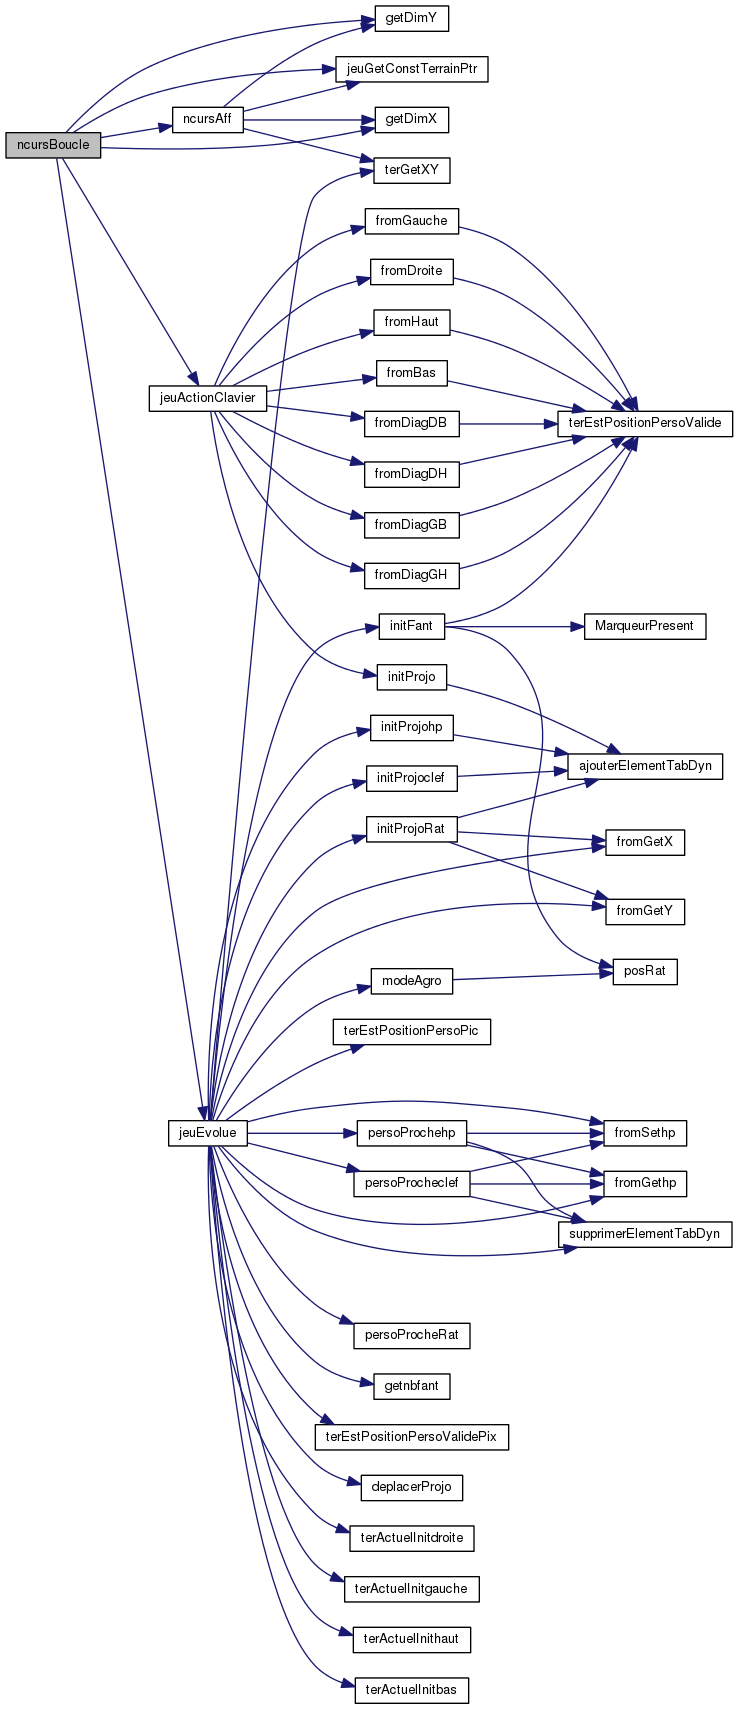 getDimY
jeuGetConstTerrainPtr
ncursAff
getDimX
ncursBoucle
terGetXY
fromGauche
fromDroite
fromHaut
fromBas
jeuActionClavier
fromDiagDB
terEstPositionPersoValide
fromDiagDH
fromDiagGB
fromDiagGH
initFant
MarqueurPresent
initProjo
initProjohp
ajouterElementTabDyn
initProjoclef
initProjoRat
fromGetX
fromGetY
posRat
modeAgro
terEstPositionPersoPic
jeuEvolue
persoProchehp
fromSethp
persoProcheclef
fromGethp
supprimerElementTabDyn
persoProcheRat
getnbfant
terEstPositionPersoValidePix
deplacerProjo
terActuelInitdroite
terActuelInitgauche
terActuelInithaut
terActuelInitbas